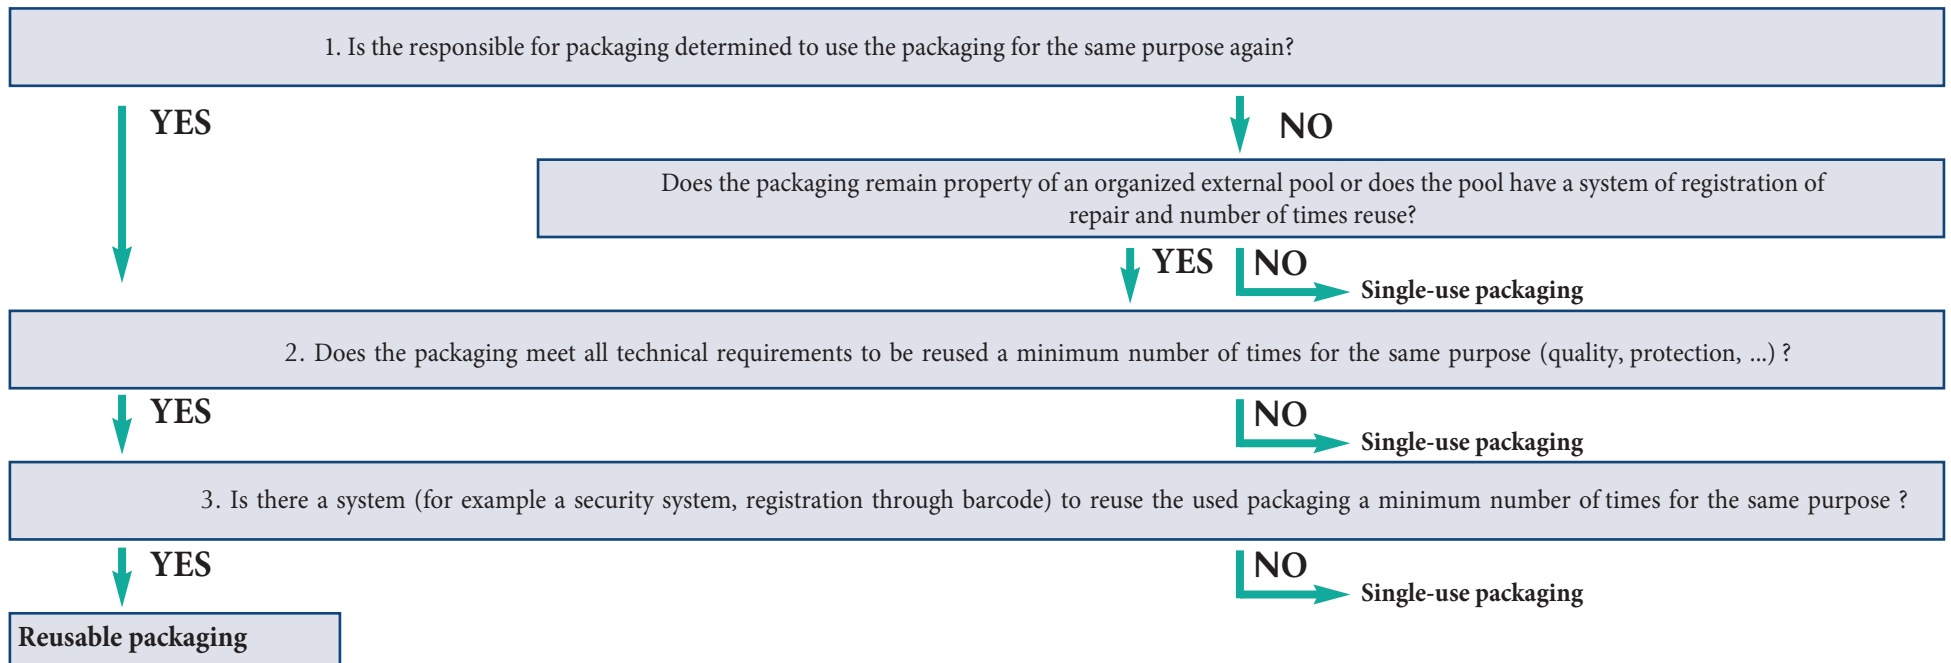 1. Is the responsible for packaging determined to use the packaging for the same purpose again?
YES
NO
Does the packaging remain property of an organized external pool or does the pool have a system of registration of
repair and number of times reuse?
YES
NO
Single-use packaging
2. Does the packaging meet all technical requirements to be reused a minimum number of times for the same purpose (quality, protection, ...) ?
YES
NO
Single-use packaging
3. Is there a system (for example a security system, registration through barcode) to reuse the used packaging a minimum number of times for the same purpose ?
YES
NO
Single-use packaging
Reusable packaging